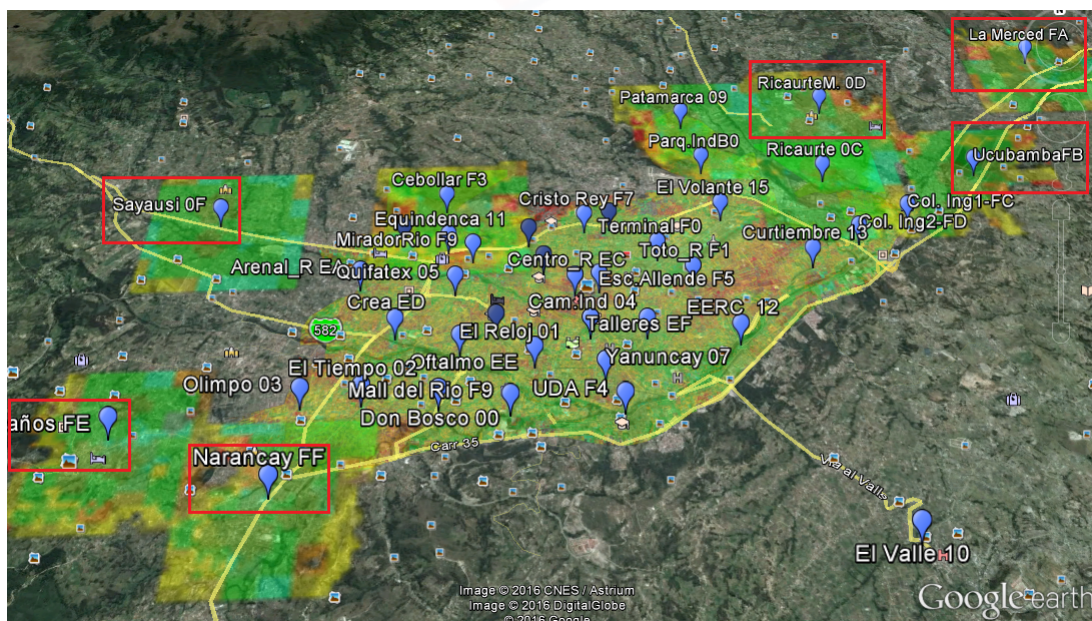 La Merced FA
RicaurteM. 0D
Patamarca 09
Parq.IndB0
Ricaurte 0C
UcubambaFB
Cebollar F3
El Volante 15
Sayausi 0F
Cristo Rey F7
Col. Ing1-FC
Equindenca 11
Terminal F0
Col. Ing2-FD
MiradorRio F9
Curtiembre 13
Toto_R F1
Centro_R EC
Arenal_R EA
Quifatex 05
Esc.Allende F5
Crea ED
Cam.Ind 04
EERC_12
582
El Reloj 01
Talleres EF
Yanuncay 07
El Tiempo 02
Oftalmo EE
Olimpo 03
Mall del Rio F9
UDA F4
Don Bosco 00
años FE
Carr 35
Narancay FF
Via al Valle
El Valle 10
Image © 2016 CNES / Astrium
Image © 2016 DigitalGlobe
© 2016 Google
Google earth